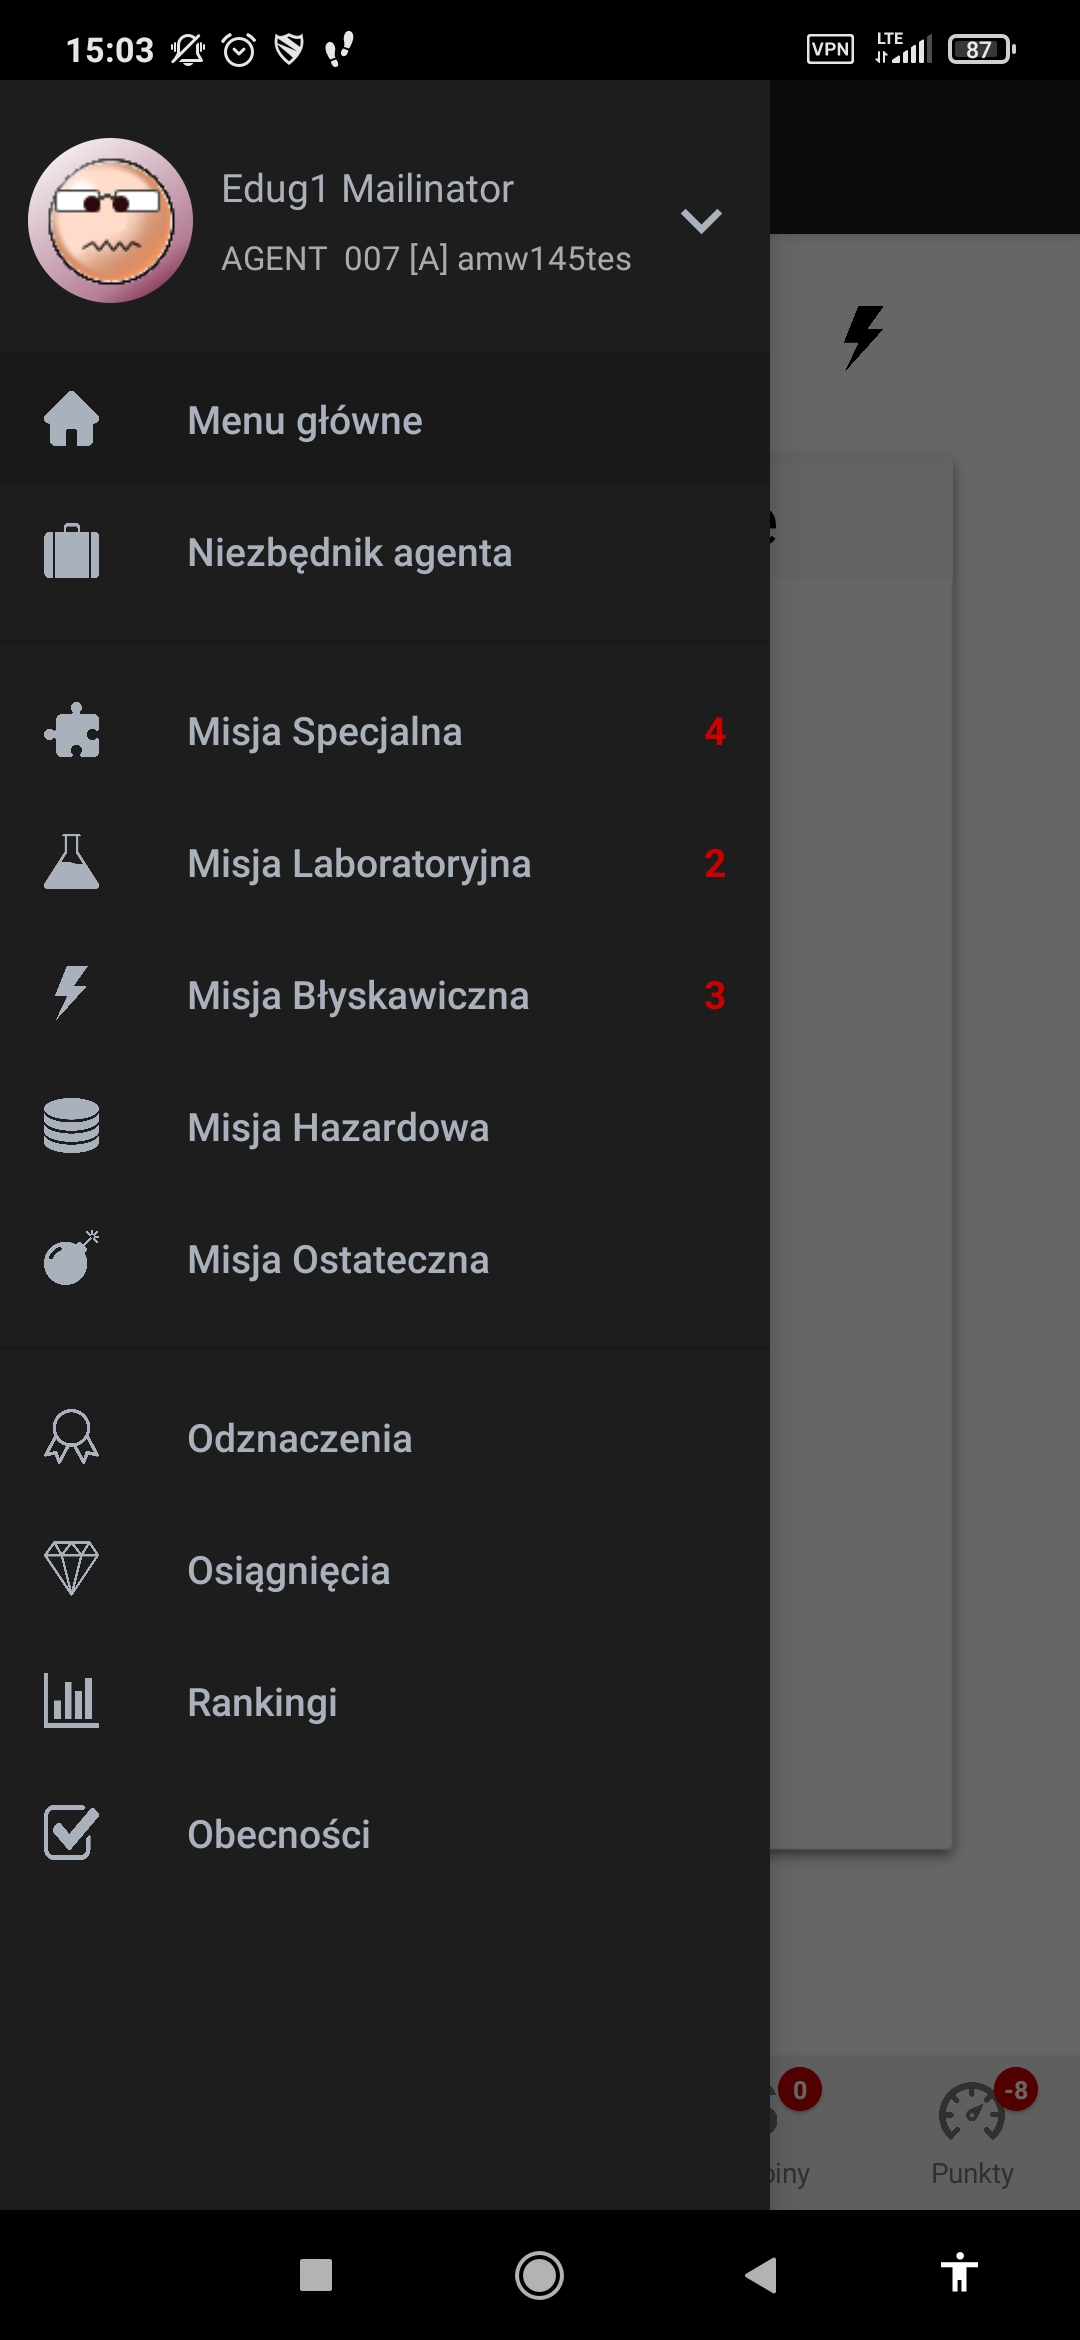 15:03
VPN
LTE
87
Edug1 Mailinator
AGENT  007 [A] amw145tes
Menu główne
Niezbędnik agenta
Misja Specjalna 4
Misja Laboratoryjna 2
Misja Błyskawiczna 3
Misja Hazardowa
Misja Ostateczna
Odznaczenia
Osiągnięcia
Rankingi
Obecności
0
-8
Punkty